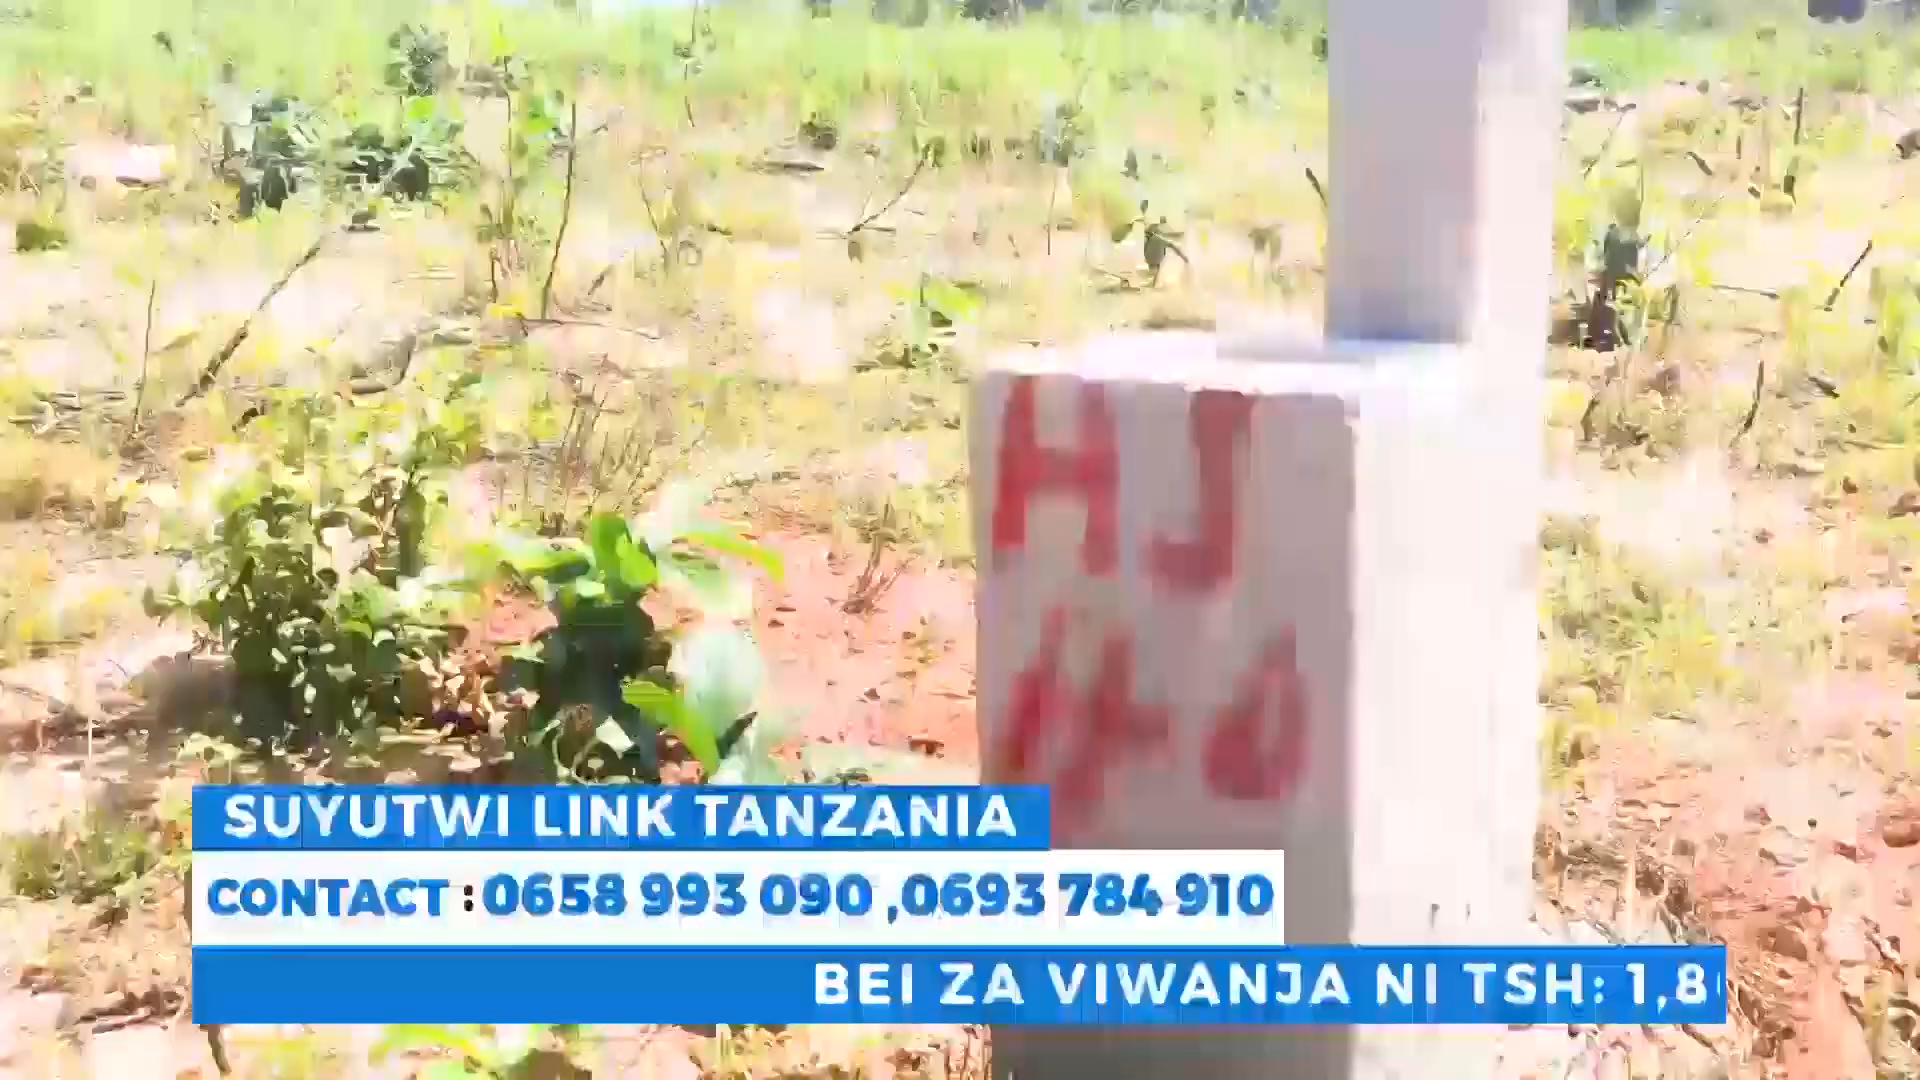 HJ
SUYUTWI LINK TANZANIA
CONTACT : 0658 993 090 ,0693 784 910
BEI ZA VIWANJA NI TSH: 1,8